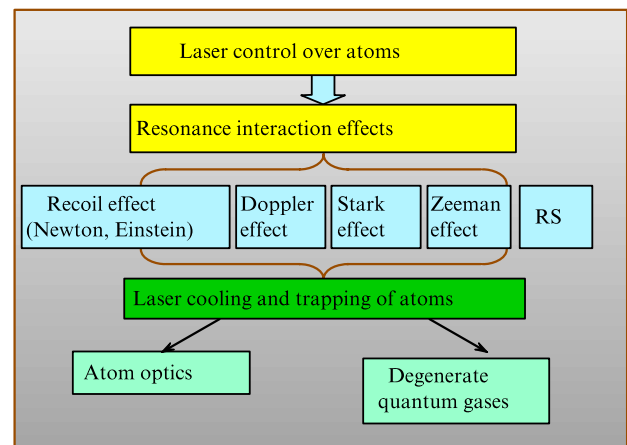 Laser control over atoms
Resonance interaction effects
Recoil effect
(Newton, Einstein)
Doppler
effect
Stark
effect
Zeeman
effect
RS
Laser cooling and trapping of atoms
Atom optics
Degenerate
quantum gases